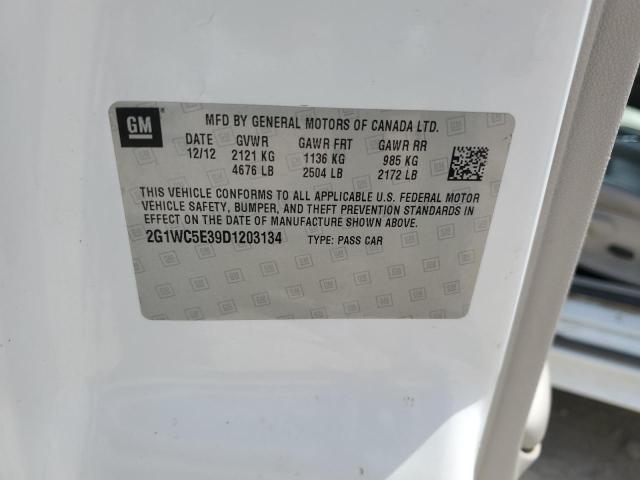 GM
MFD BY GENERAL MOTORS OF CANADA LTD.
DATE GVWR GAWR FRT GAWR RR
12/12 2121 KG 1136 KG 985 KG
4676 LB 2504 LB 2172 LB
THIS VEHICLE CONFORMS TO ALL APPLICABLE U.S. FEDERAL MOTOR
VEHICLE SAFETY, BUMPER, AND THEFT PREVENTION STANDARDS IN
EFFECT ON THE DATE OF MANUFACTURE SHOWN ABOVE.
2G1WC5E39D1203134 TYPE: PASS CAR